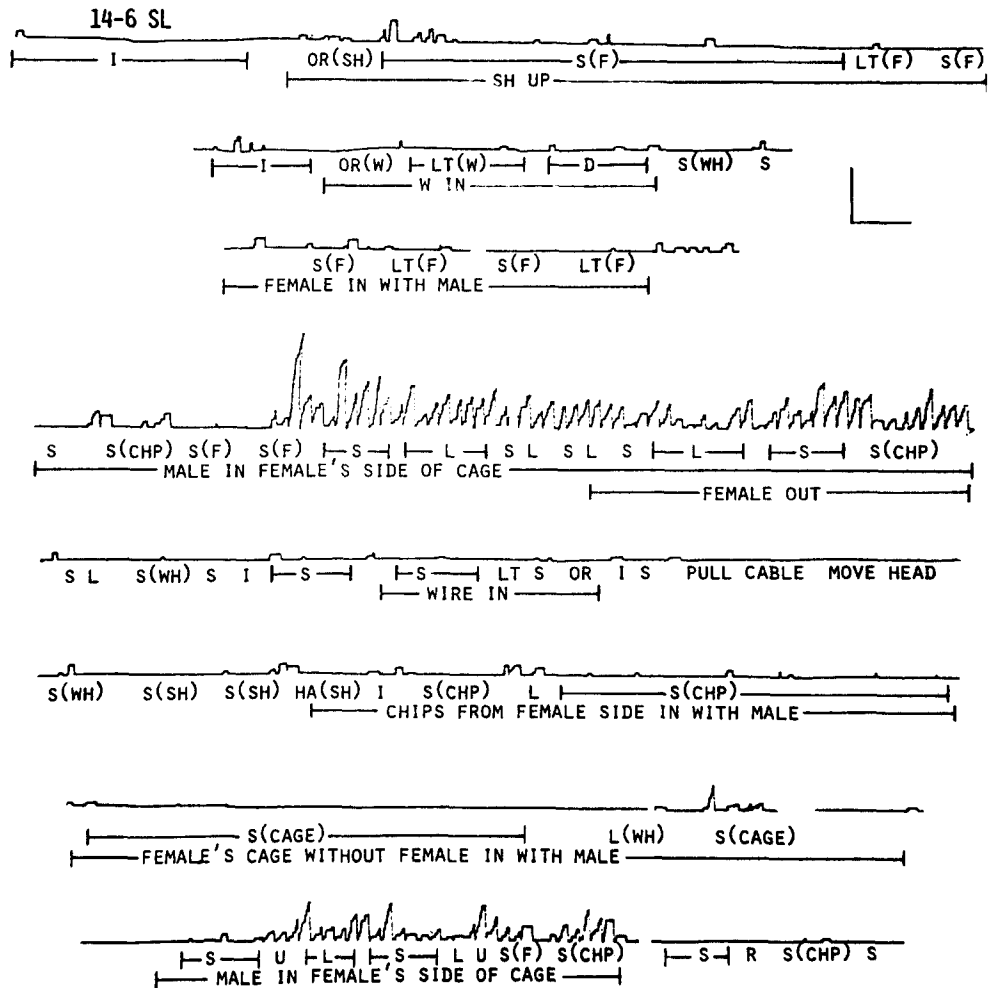 14-6 SL
I OR(SH) S(F) LT(F) S(F)
SH UP
I OR(W) LT(W) D S(WH) S
W IN
S(F) LT(F) S(F) LT(F)
FEMALE IN WITH MALE
S S(CHP) S(F) S(F) S L S L S L S L S S(CHP)
MALE IN FEMALE'S SIDE OF CAGE
FEMALE OUT
S L S(WH) S I S S LT S OR I S PULL CABLE MOVE HEAD
WIRE IN
S(WH) S(SH) S(SH) HA(SH) I S(CHP) L S(CHP)
CHIPS FROM FEMALE SIDE IN WITH MALE
S(CAGE) L(WH) S(CAGE)
FEMALE'S CAGE WITHOUT FEMALE IN WITH MALE
S U L S L U S(F) S(CHP) S R S(CHP) S
MALE IN FEMALE'S SIDE OF CAGE